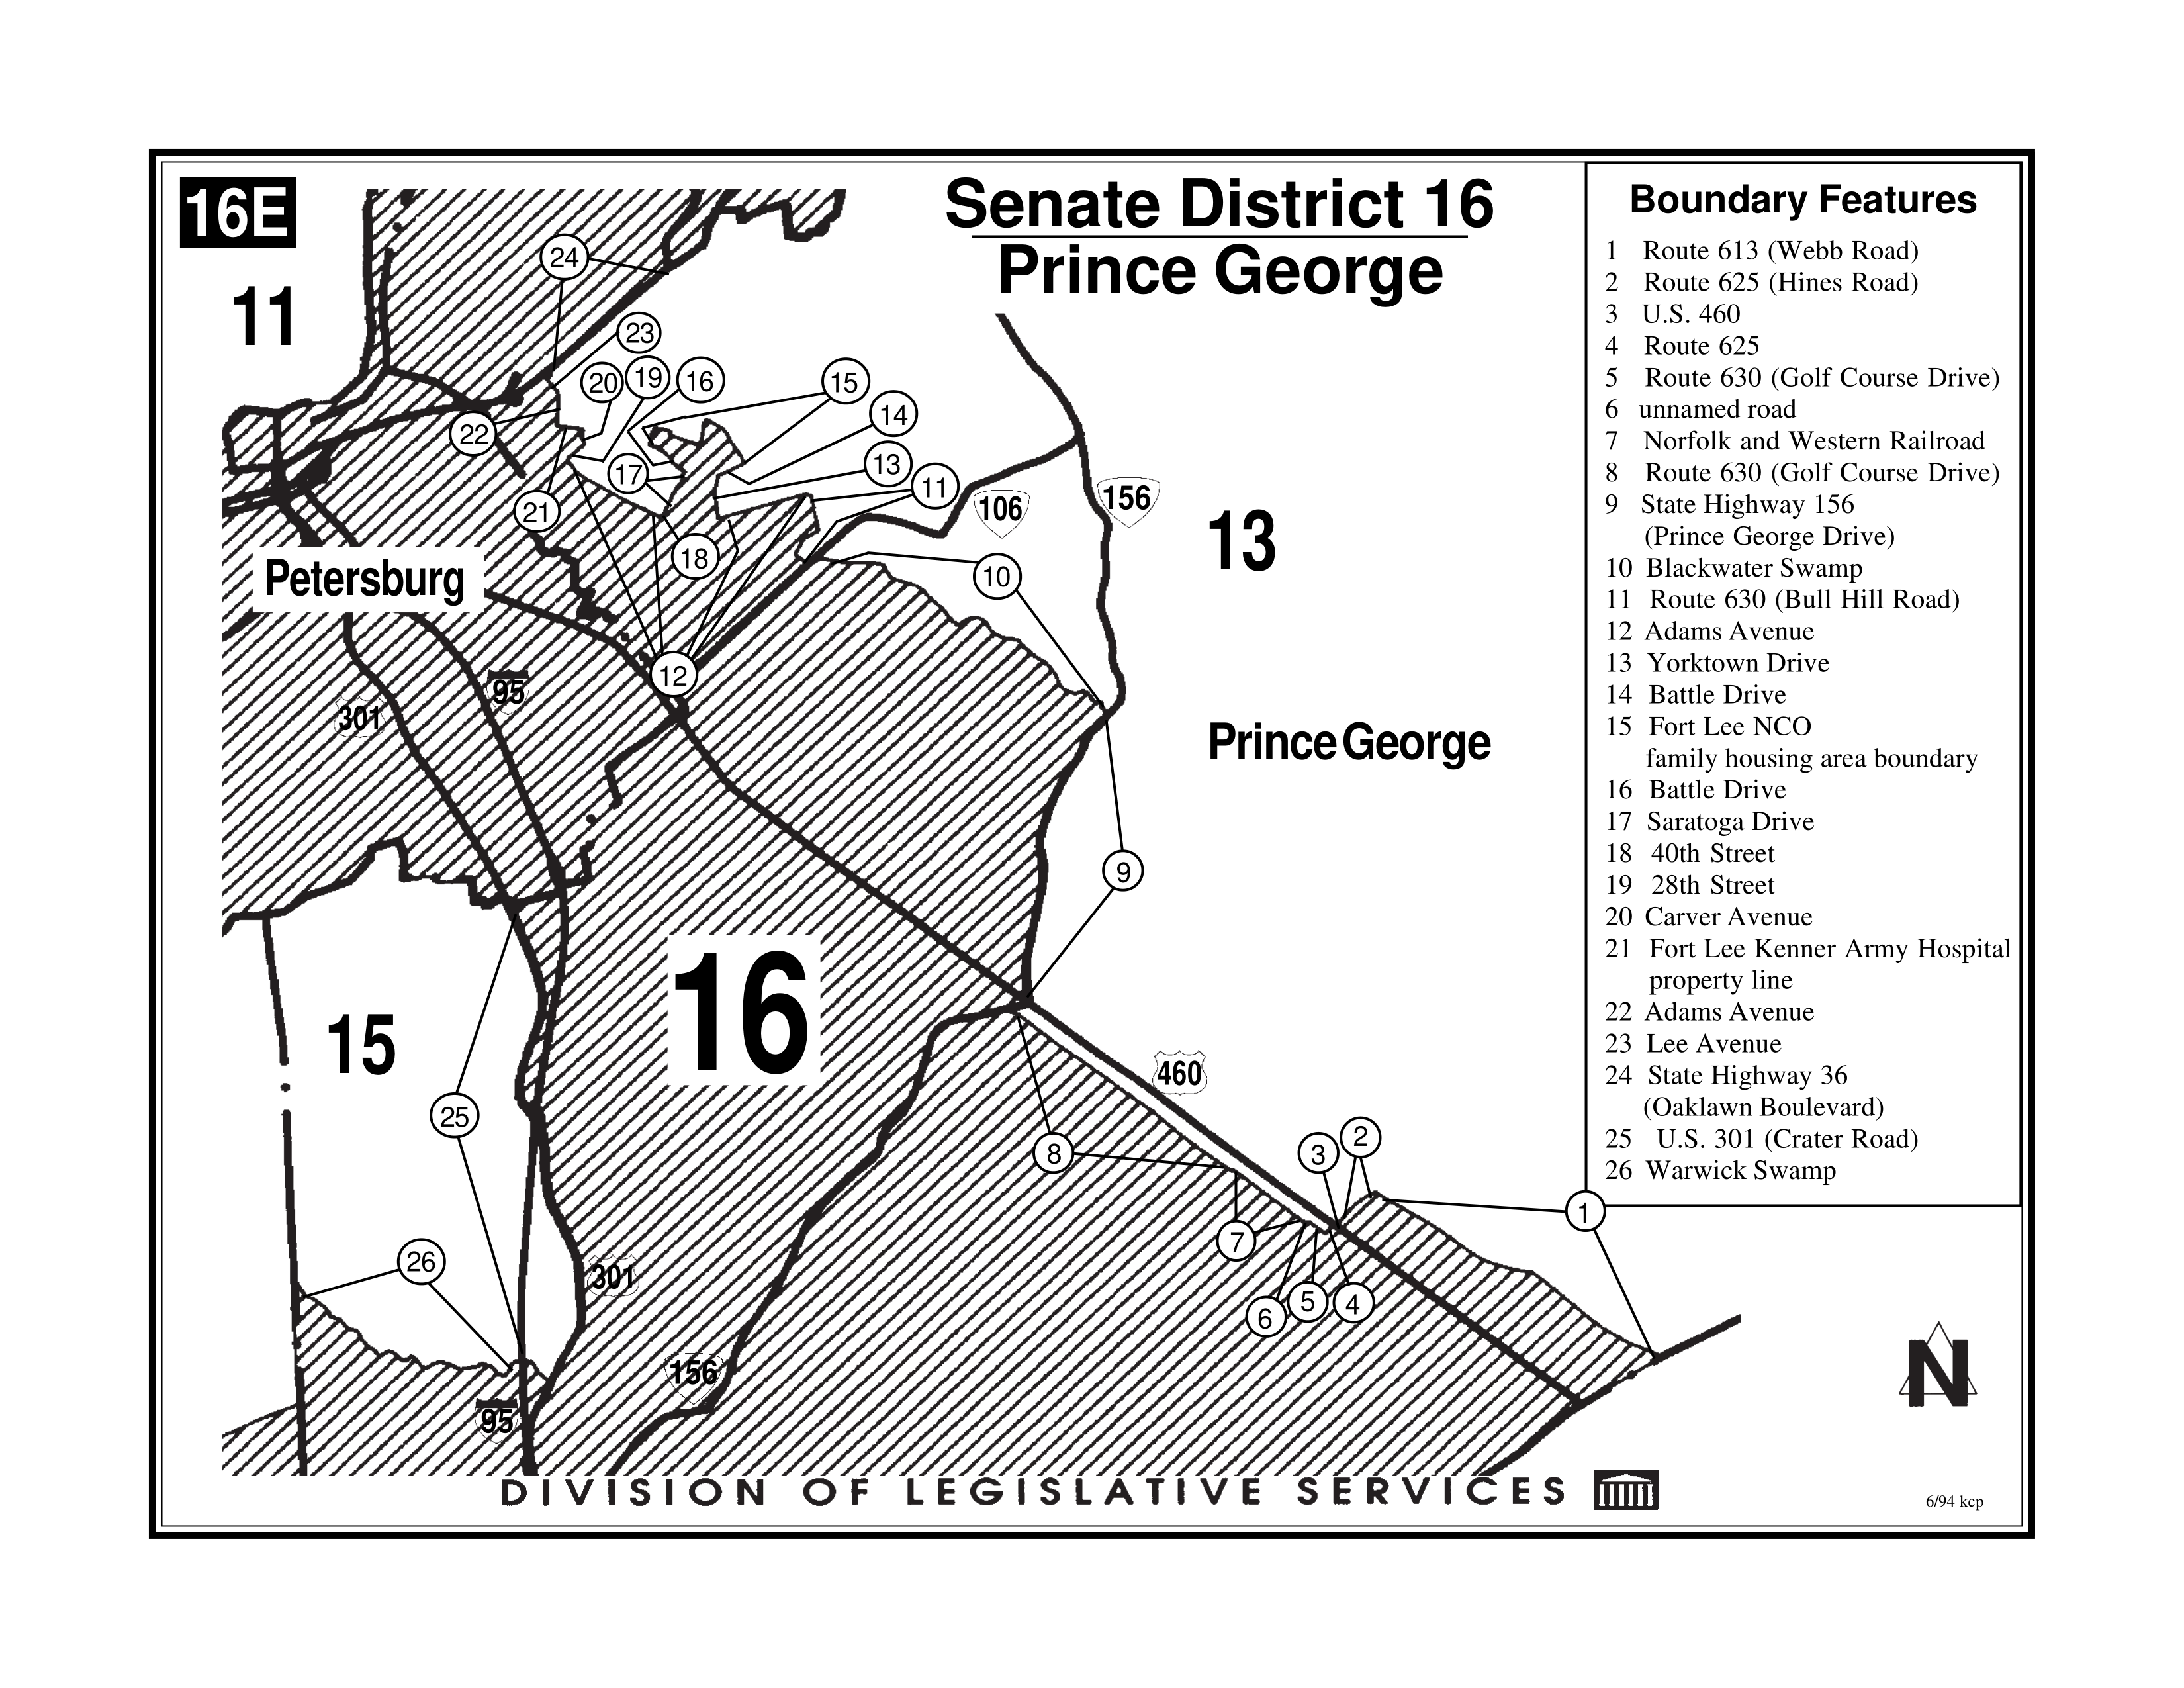 16E
Senate District 16
Prince George
Boundary Features
1 Route 613 (Webb Road)
2 Route 625 (Hines Road)
3 U.S. 460
4 Route 625
5 Route 630 (Golf Course Drive)
6 unnamed road
7 Norfolk and Western Railroad
8 Route 630 (Golf Course Drive)
9 State Highway 156
(Prince George Drive)
10 Blackwater Swamp
11 Route 630 (Bull Hill Road)
12 Adams Avenue
13 Yorktown Drive
14 Battle Drive
15 Fort Lee NCO
family housing area boundary
16 Battle Drive
17 Saratoga Drive
18 40th Street
19 28th Street
20 Carver Avenue
21 Fort Lee Kenner Army Hospital
property line
22 Adams Avenue
23 Lee Avenue
24 State Highway 36
(Oaklawn Boulevard)
25 U.S. 301 (Crater Road)
26 Warwick Swamp
11
24
23
20
19
16
15
14
22
13
17
11
21
106
156
13
18
10
Petersburg
12
95
301
Prince George
9
16
15
460
25
8
3
2
1
7
26
301
6
5
4
156
95
N
DIVISION OF LEGISLATIVE SERVICES
6/94 kcp